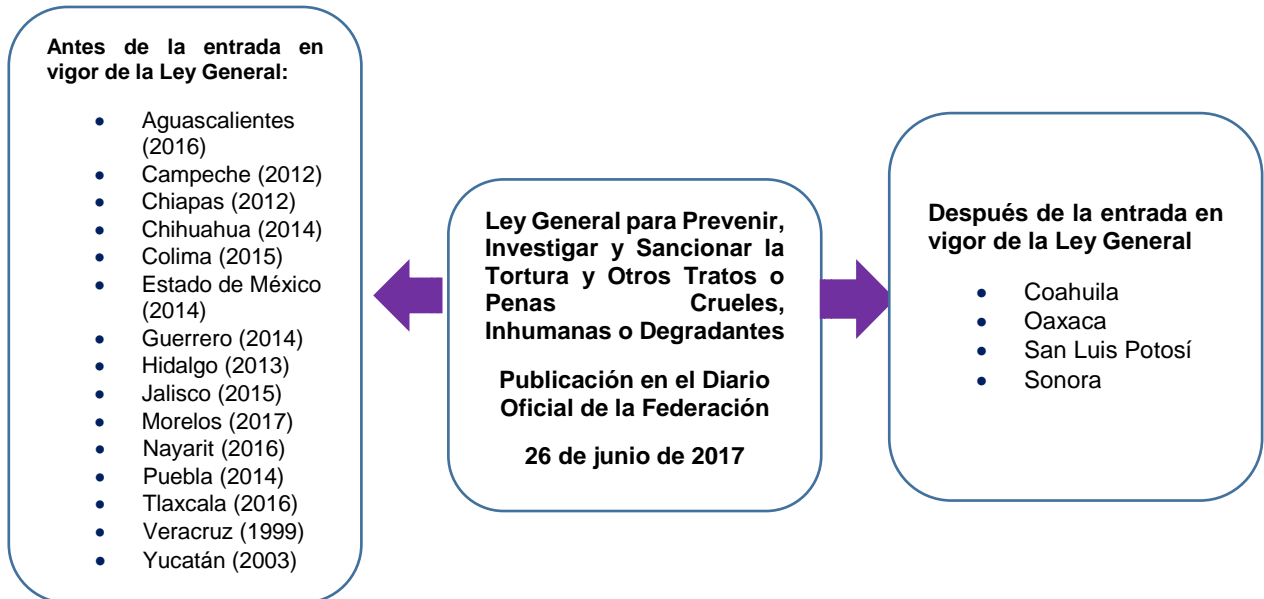 Antes de la entrada en
vigor de la Ley General:
• Aguascalientes
(2016)
• Campeche (2012)
• Chiapas (2012)
• Chihuahua (2014)
• Colima (2015)
• Estado de México
(2014)
• Guerrero (2014)
• Hidalgo (2013)
• Jalisco (2015)
• Morelos (2017)
• Nayarit (2016)
• Puebla (2014)
• Tlaxcala (2016)
• Veracruz (1999)
• Yucatán (2003)
Ley General para Prevenir,
Investigar y Sancionar la
Tortura y Otros Tratos o
Penas Crueles,
Inhumanas o Degradantes
Publicación en el Diario
Oficial de la Federación
26 de junio de 2017
Después de la entrada en
vigor de la Ley General
• Coahuila
• Oaxaca
• San Luis Potosí
• Sonora